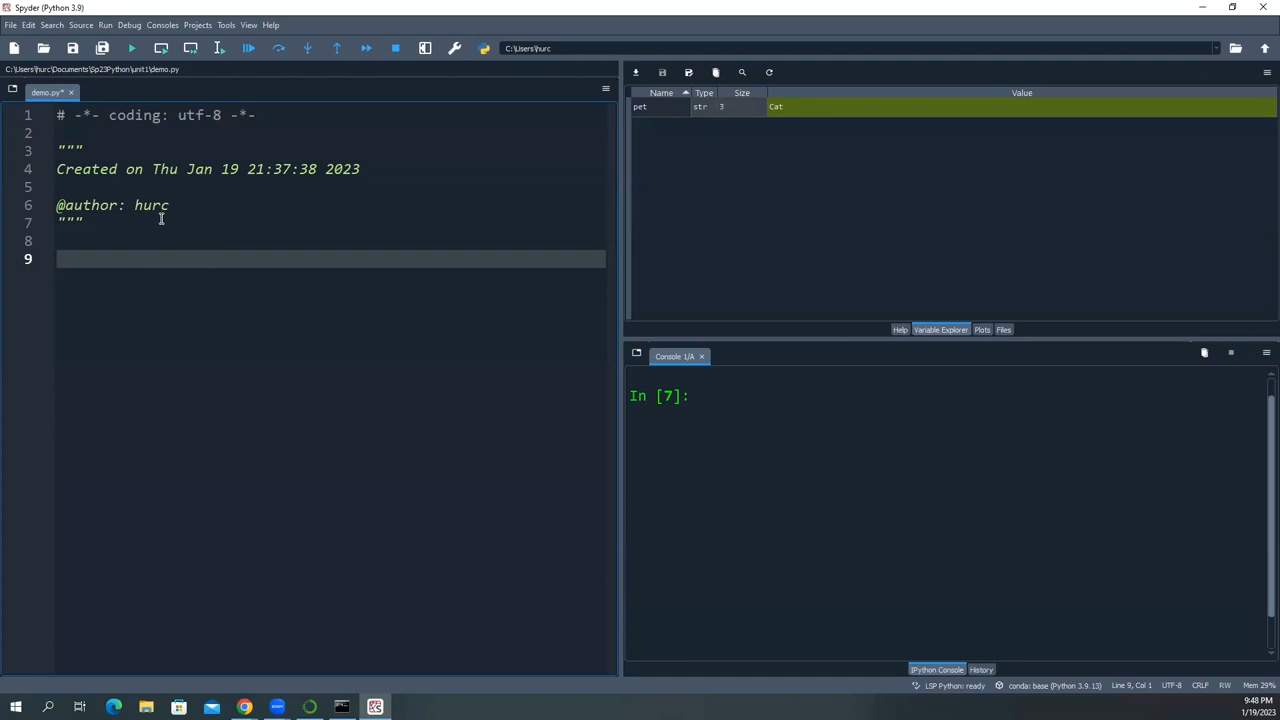 Spyder (Python 3.9)
File Edit Search Source Run Debug Consoles Projects Tools View Help
C:\Users\hurc
C:\Users\hurc\Documents\Sp23Python\unit1\demo.py
demo.py*
1 # -*- coding: utf-8 -*-
2
3 """
4 Created on Thu Jan 19 21:37:38 2023
5
6 @author: hurc
7 """
8
9
Name Type Size Value
pet str 3 Cat
Help Variable Explorer Plots Files
Console 1/A
In [7]:
IPython Console History
LSP Python: ready conda: base (Python 3.9.13) Line 9, Col 1 UTF-8 CRLF RW Mem 29%
zoom
9:48 PM
1/19/2023